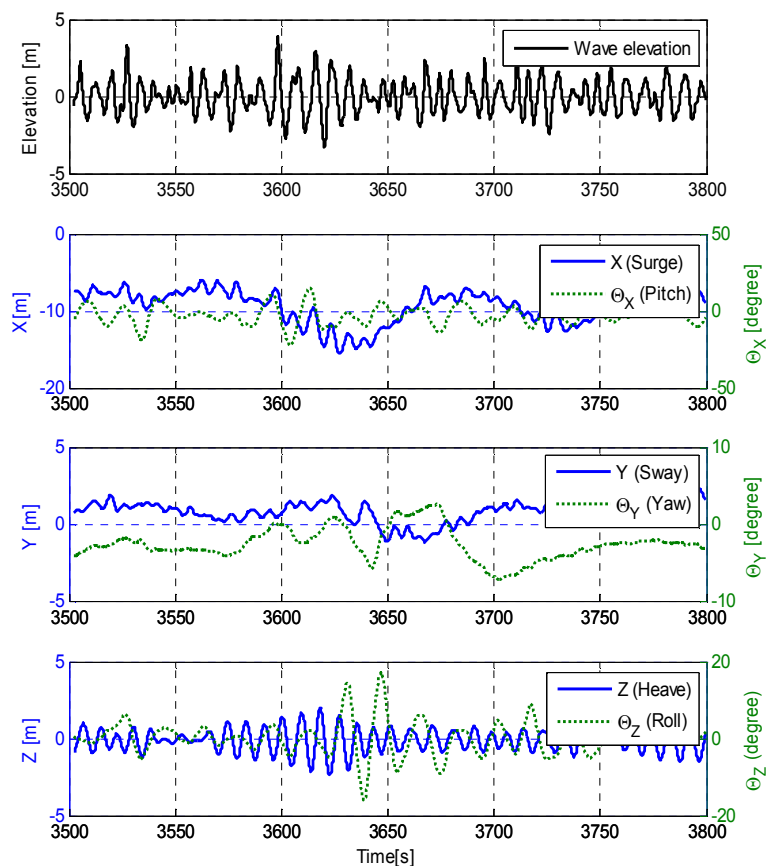 5
0
-5
Elevation [m]
Wave elevation
3500 3550 3600 3650 3700 3750 3800
0
-10
-20
X [m]
X (Surge)
Θ_X (Pitch)
50
0
-50
Θ_X [degree]
3500 3550 3600 3650 3700 3750 3800
5
0
-5
Y [m]
Y (Sway)
Θ_Y (Yaw)
10
0
-10
Θ_Y [degree]
3500 3550 3600 3650 3700 3750 3800
5
0
-5
Z [m]
Z (Heave)
Θ_Z (Roll)
20
0
-20
Θ_Z (degree)
3500 3550 3600 3650 3700 3750 3800
Time[s]